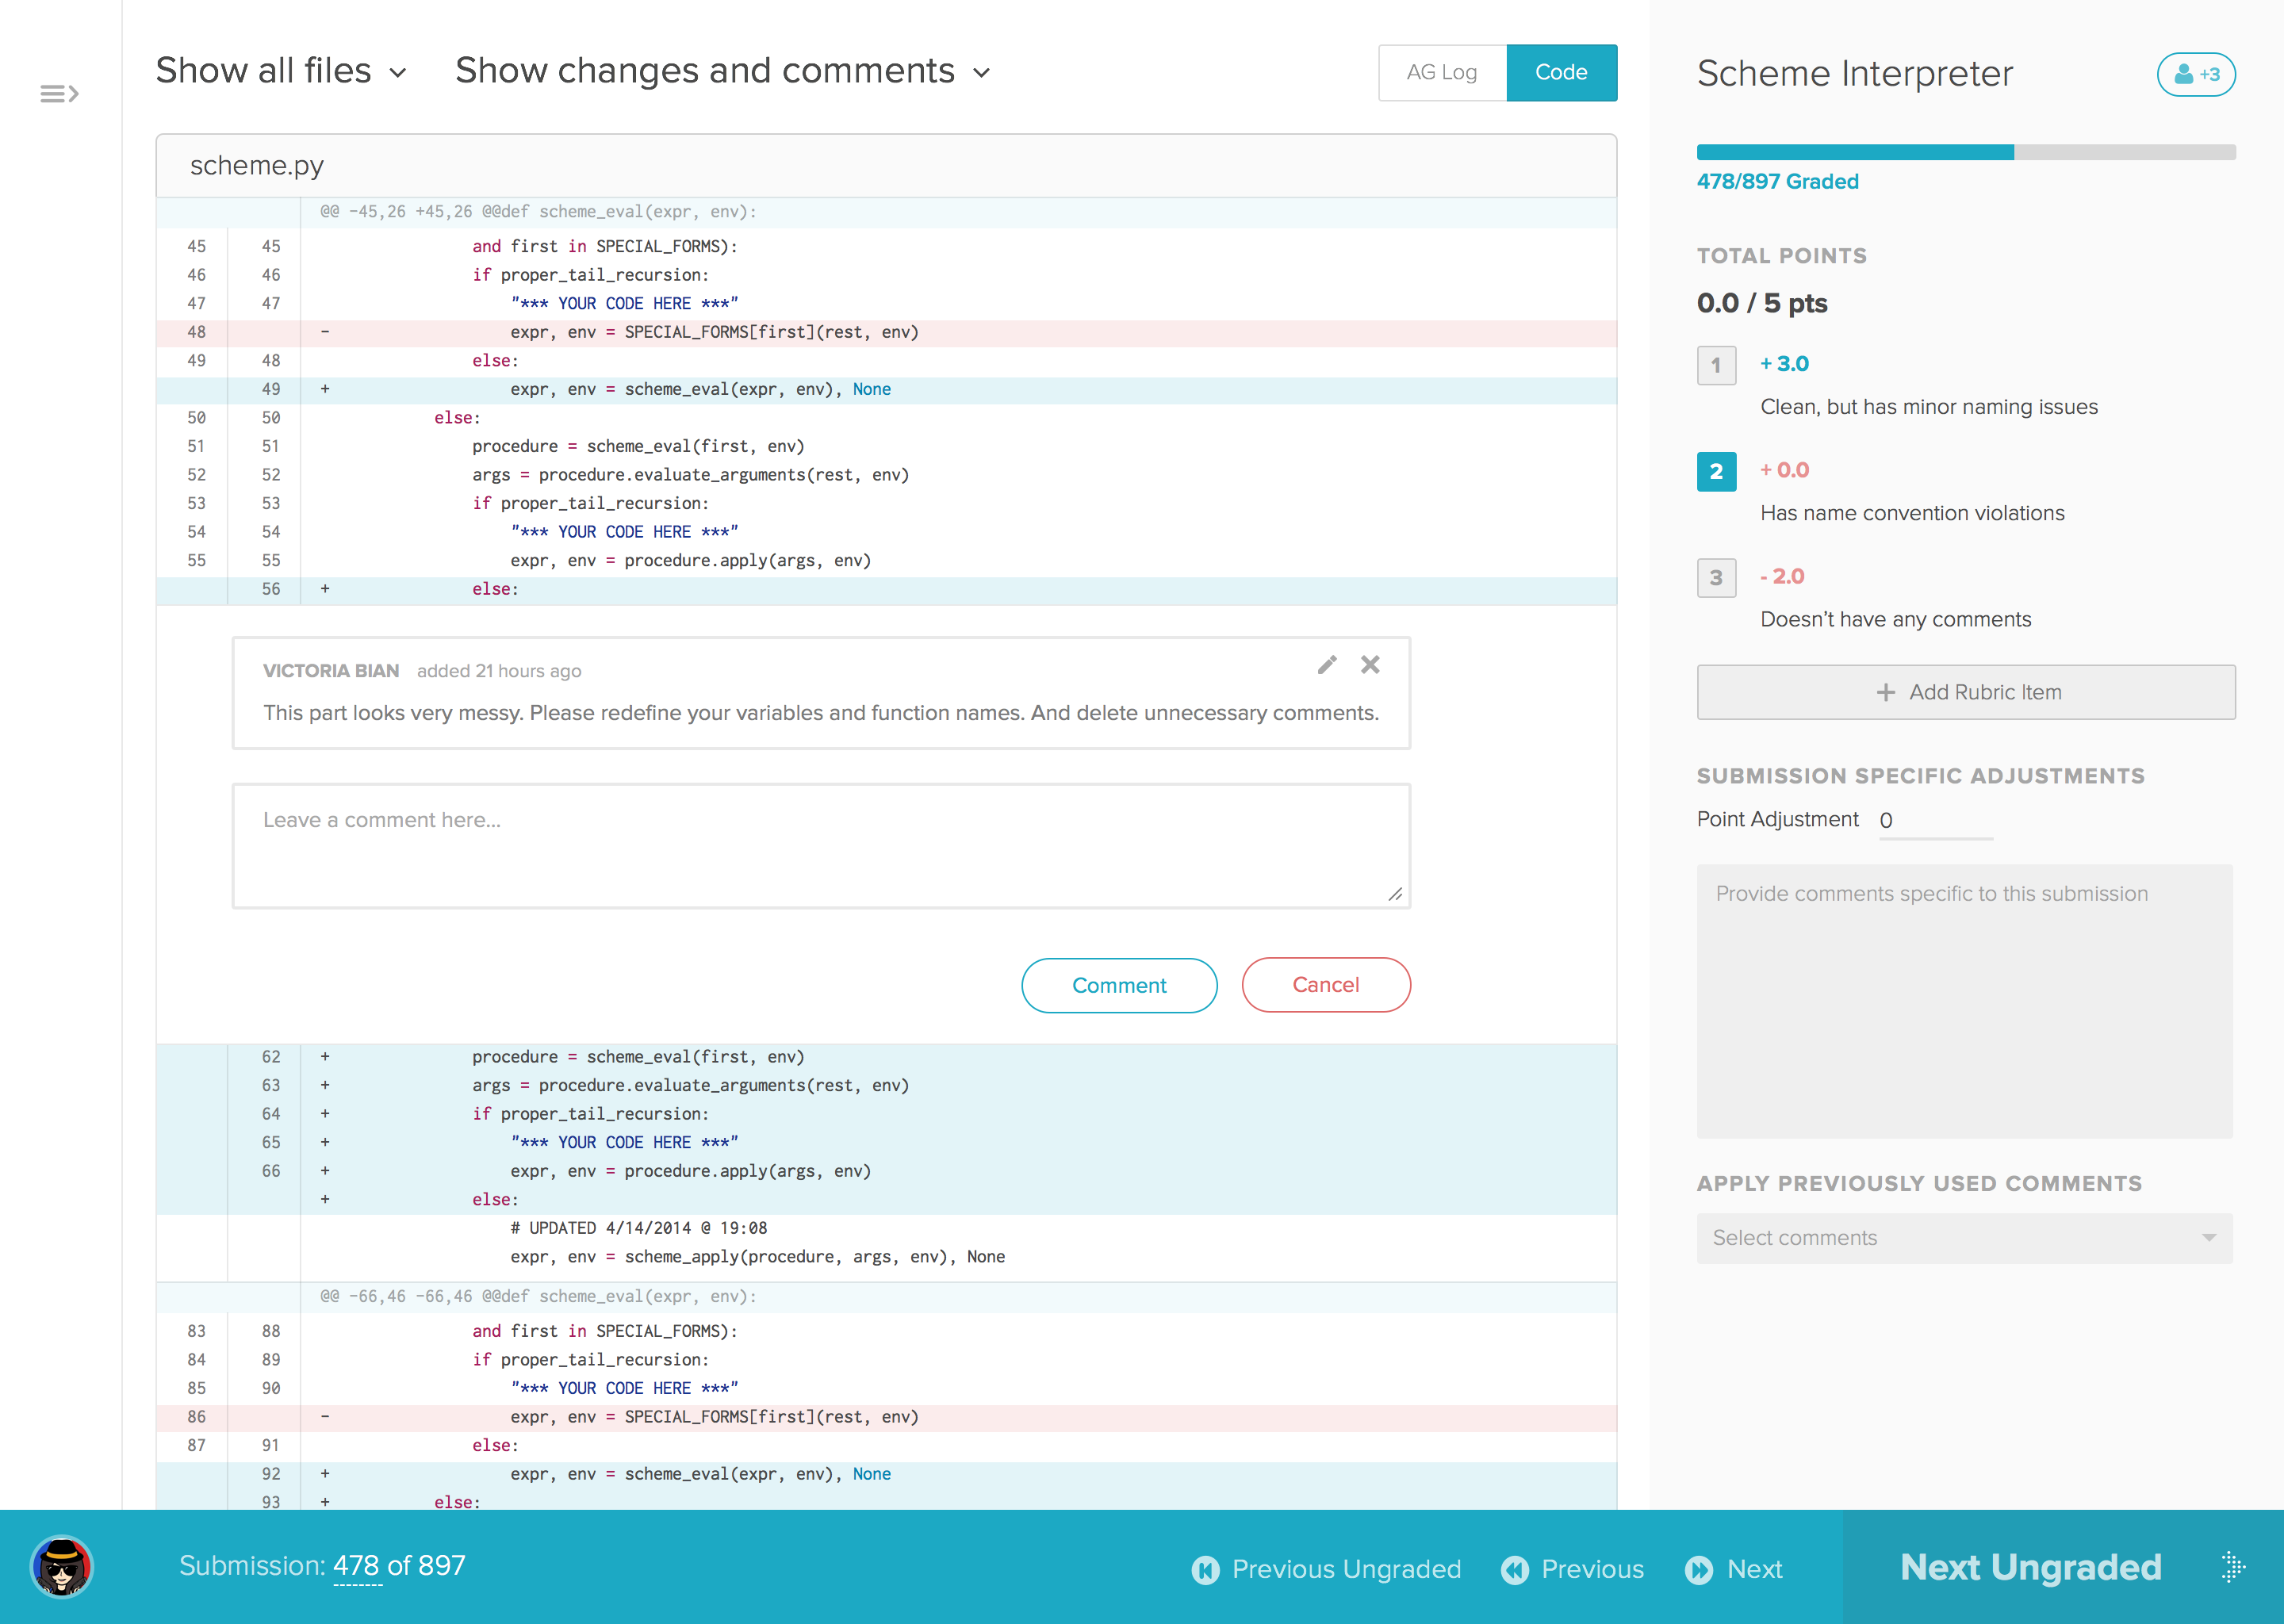 Show all files Show changes and comments AG Log Code
scheme.py
@@ -45,26 +45,26 @@def scheme_eval(expr, env):
45 45 and first in SPECIAL_FORMS):
46 46 if proper_tail_recursion:
47 47 "*** YOUR CODE HERE ***"
48 - expr, env = SPECIAL_FORMS[first](rest, env)
49 48 else:
49 + expr, env = scheme_eval(expr, env), None
50 50 else:
51 51 procedure = scheme_eval(first, env)
52 52 args = procedure.evaluate_arguments(rest, env)
53 53 if proper_tail_recursion:
54 54 "*** YOUR CODE HERE ***"
55 55 expr, env = procedure.apply(args, env)
56 + else:
VICTORIA BIAN added 21 hours ago
This part looks very messy. Please redefine your variables and function names. And delete unnecessary comments.
Leave a comment here...
Comment Cancel
62 + procedure = scheme_eval(first, env)
63 + args = procedure.evaluate_arguments(rest, env)
64 + if proper_tail_recursion:
65 + "*** YOUR CODE HERE ***"
66 + expr, env = procedure.apply(args, env)
+ else:
# UPDATED 4/14/2014 @ 19:08
expr, env = scheme_apply(procedure, args, env), None
@@ -66,46 -66,46 @@def scheme_eval(expr, env):
83 88 and first in SPECIAL_FORMS):
84 89 if proper_tail_recursion:
85 90 "*** YOUR CODE HERE ***"
86 - expr, env = SPECIAL_FORMS[first](rest, env)
87 91 else:
92 + expr, env = scheme_eval(expr, env), None
93 + else:
Scheme Interpreter +3
478/897 Graded
TOTAL POINTS
0.0 / 5 pts
1 + 3.0
Clean, but has minor naming issues
2 + 0.0
Has name convention violations
3 - 2.0
Doesn't have any comments
+ Add Rubric Item
SUBMISSION SPECIFIC ADJUSTMENTS
Point Adjustment 0
Provide comments specific to this submission
APPLY PREVIOUSLY USED COMMENTS
Select comments
Submission: 478 of 897 Previous Ungraded Previous Next Next Ungraded